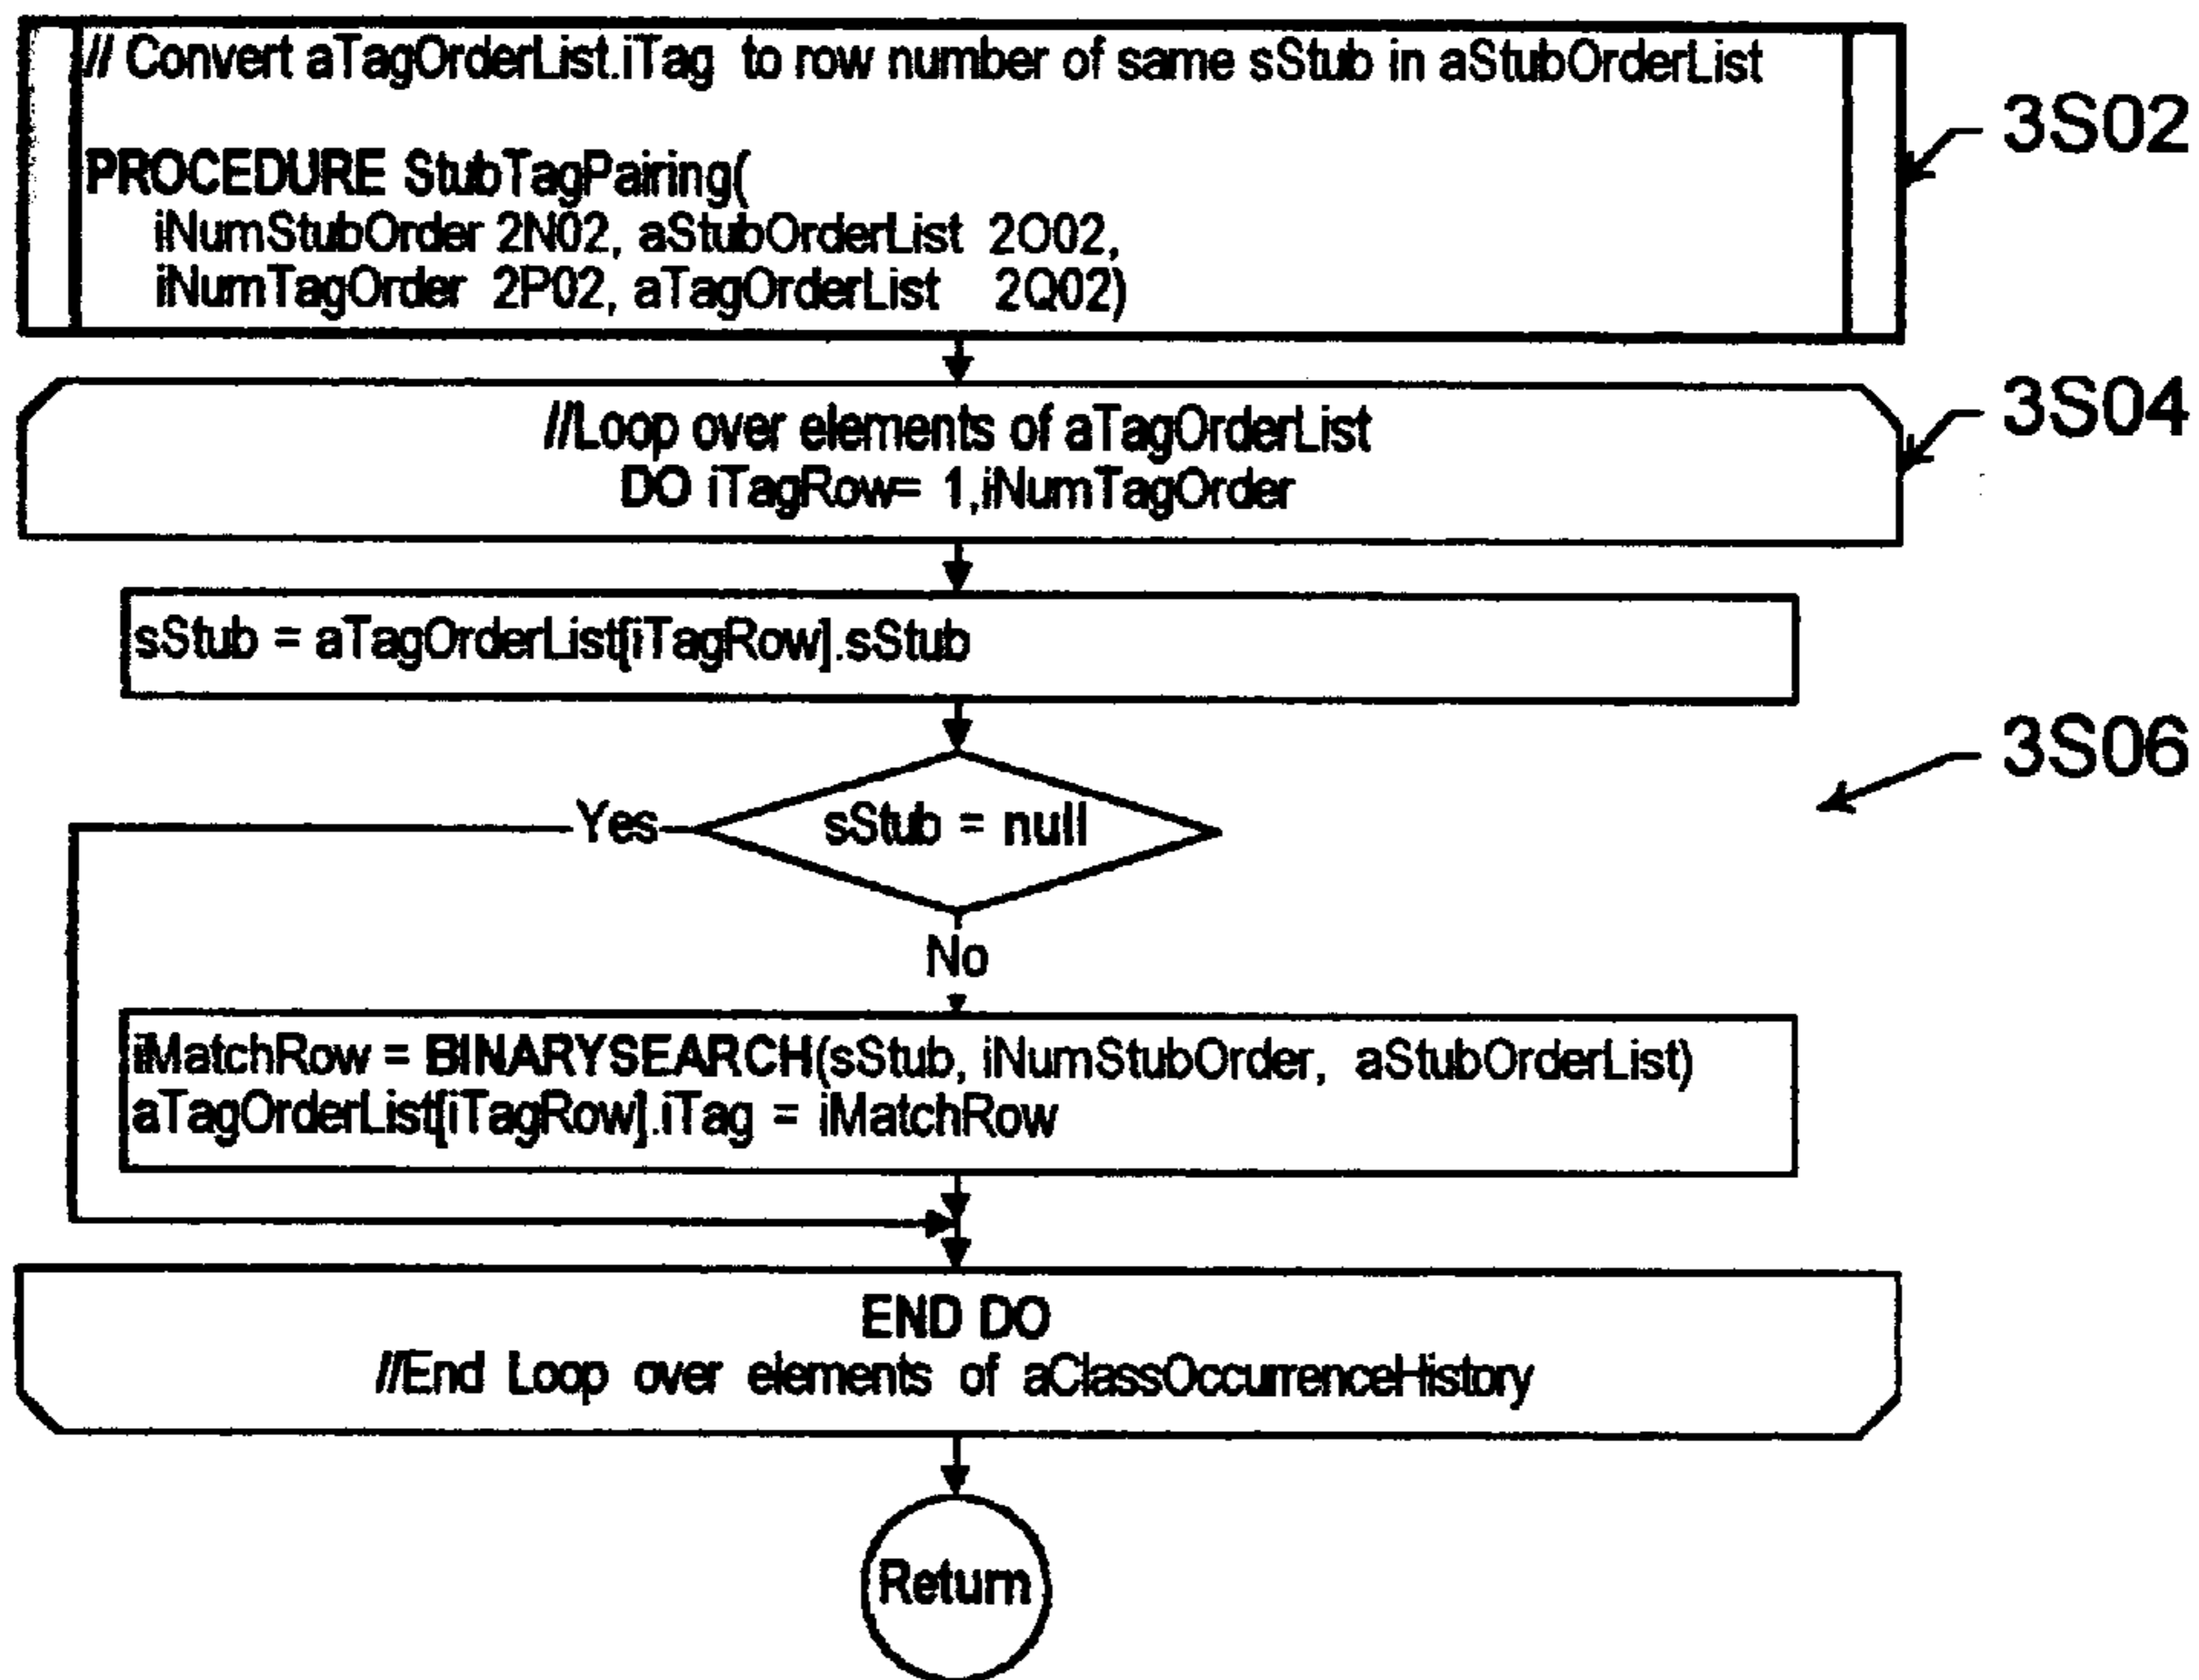 // Convert aTagOrderList.iTag to row number of same sStub in aStubOrderList
PROCEDURE StubTagPairing(
iNumStubOrder 2N02, aStubOrderList 2O02,
iNumTagOrder 2P02, aTagOrderList 2Q02)
3S02
//Loop over elements of aTagOrderList
DO iTagRow= 1,iNumTagOrder
3S04
sStub = aTagOrderList[iTagRow].sStub
3S06
Yes
sStub = null
No
iMatchRow = BINARYSEARCH(sStub, iNumStubOrder, aStubOrderList)
aTagOrderList[iTagRow].iTag = iMatchRow
END DO
//End Loop over elements of aClassOccurrenceHistory
Return